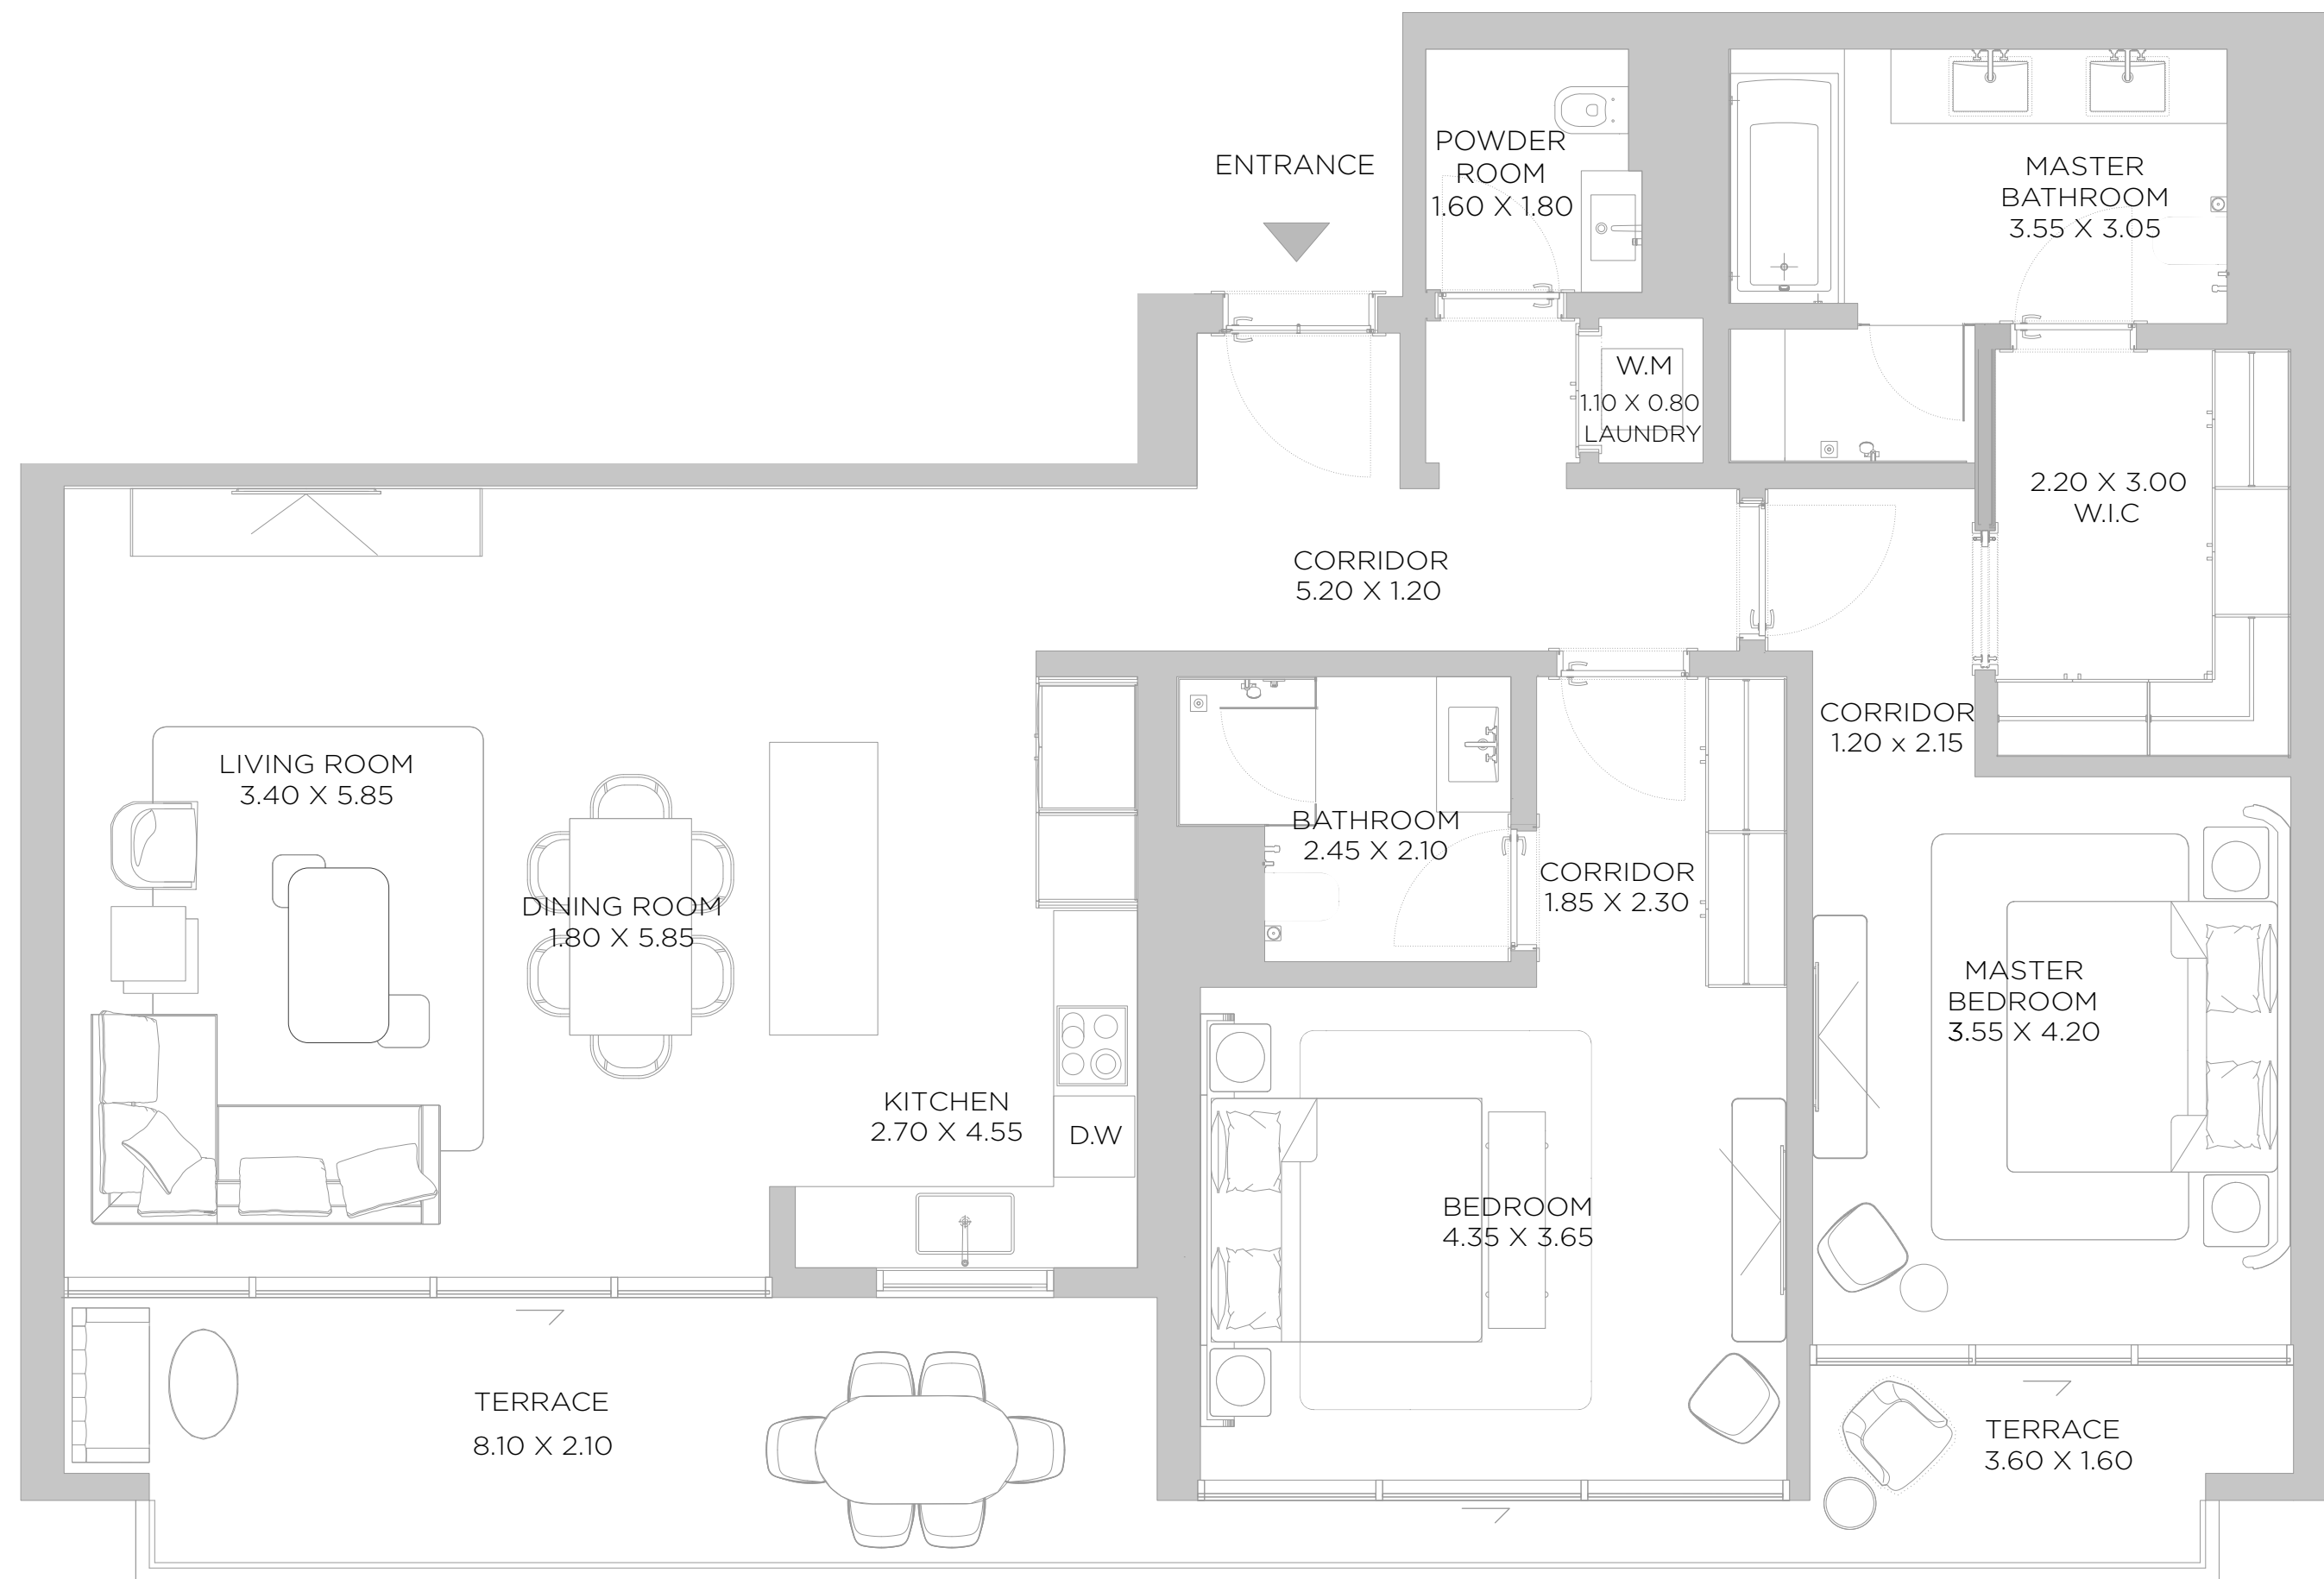 ENTRANCE
POWDER
ROOM
1.60 X 1.80
MASTER
BATHROOM
3.55 X 3.05
W.M
1.10 X 0.80
LAUNDRY
2.20 X 3.00
W.I.C
CORRIDOR
5.20 X 1.20
CORRIDOR
1.20 x 2.15
LIVING ROOM
3.40 X 5.85
BATHROOM
2.45 X 2.10
CORRIDOR
1.85 X 2.30
DINING ROOM
1.80 X 5.85
MASTER
BEDROOM
3.55 X 4.20
KITCHEN
2.70 X 4.55
D.W
BEDROOM
4.35 X 3.65
TERRACE
8.10 X 2.10
TERRACE
3.60 X 1.60